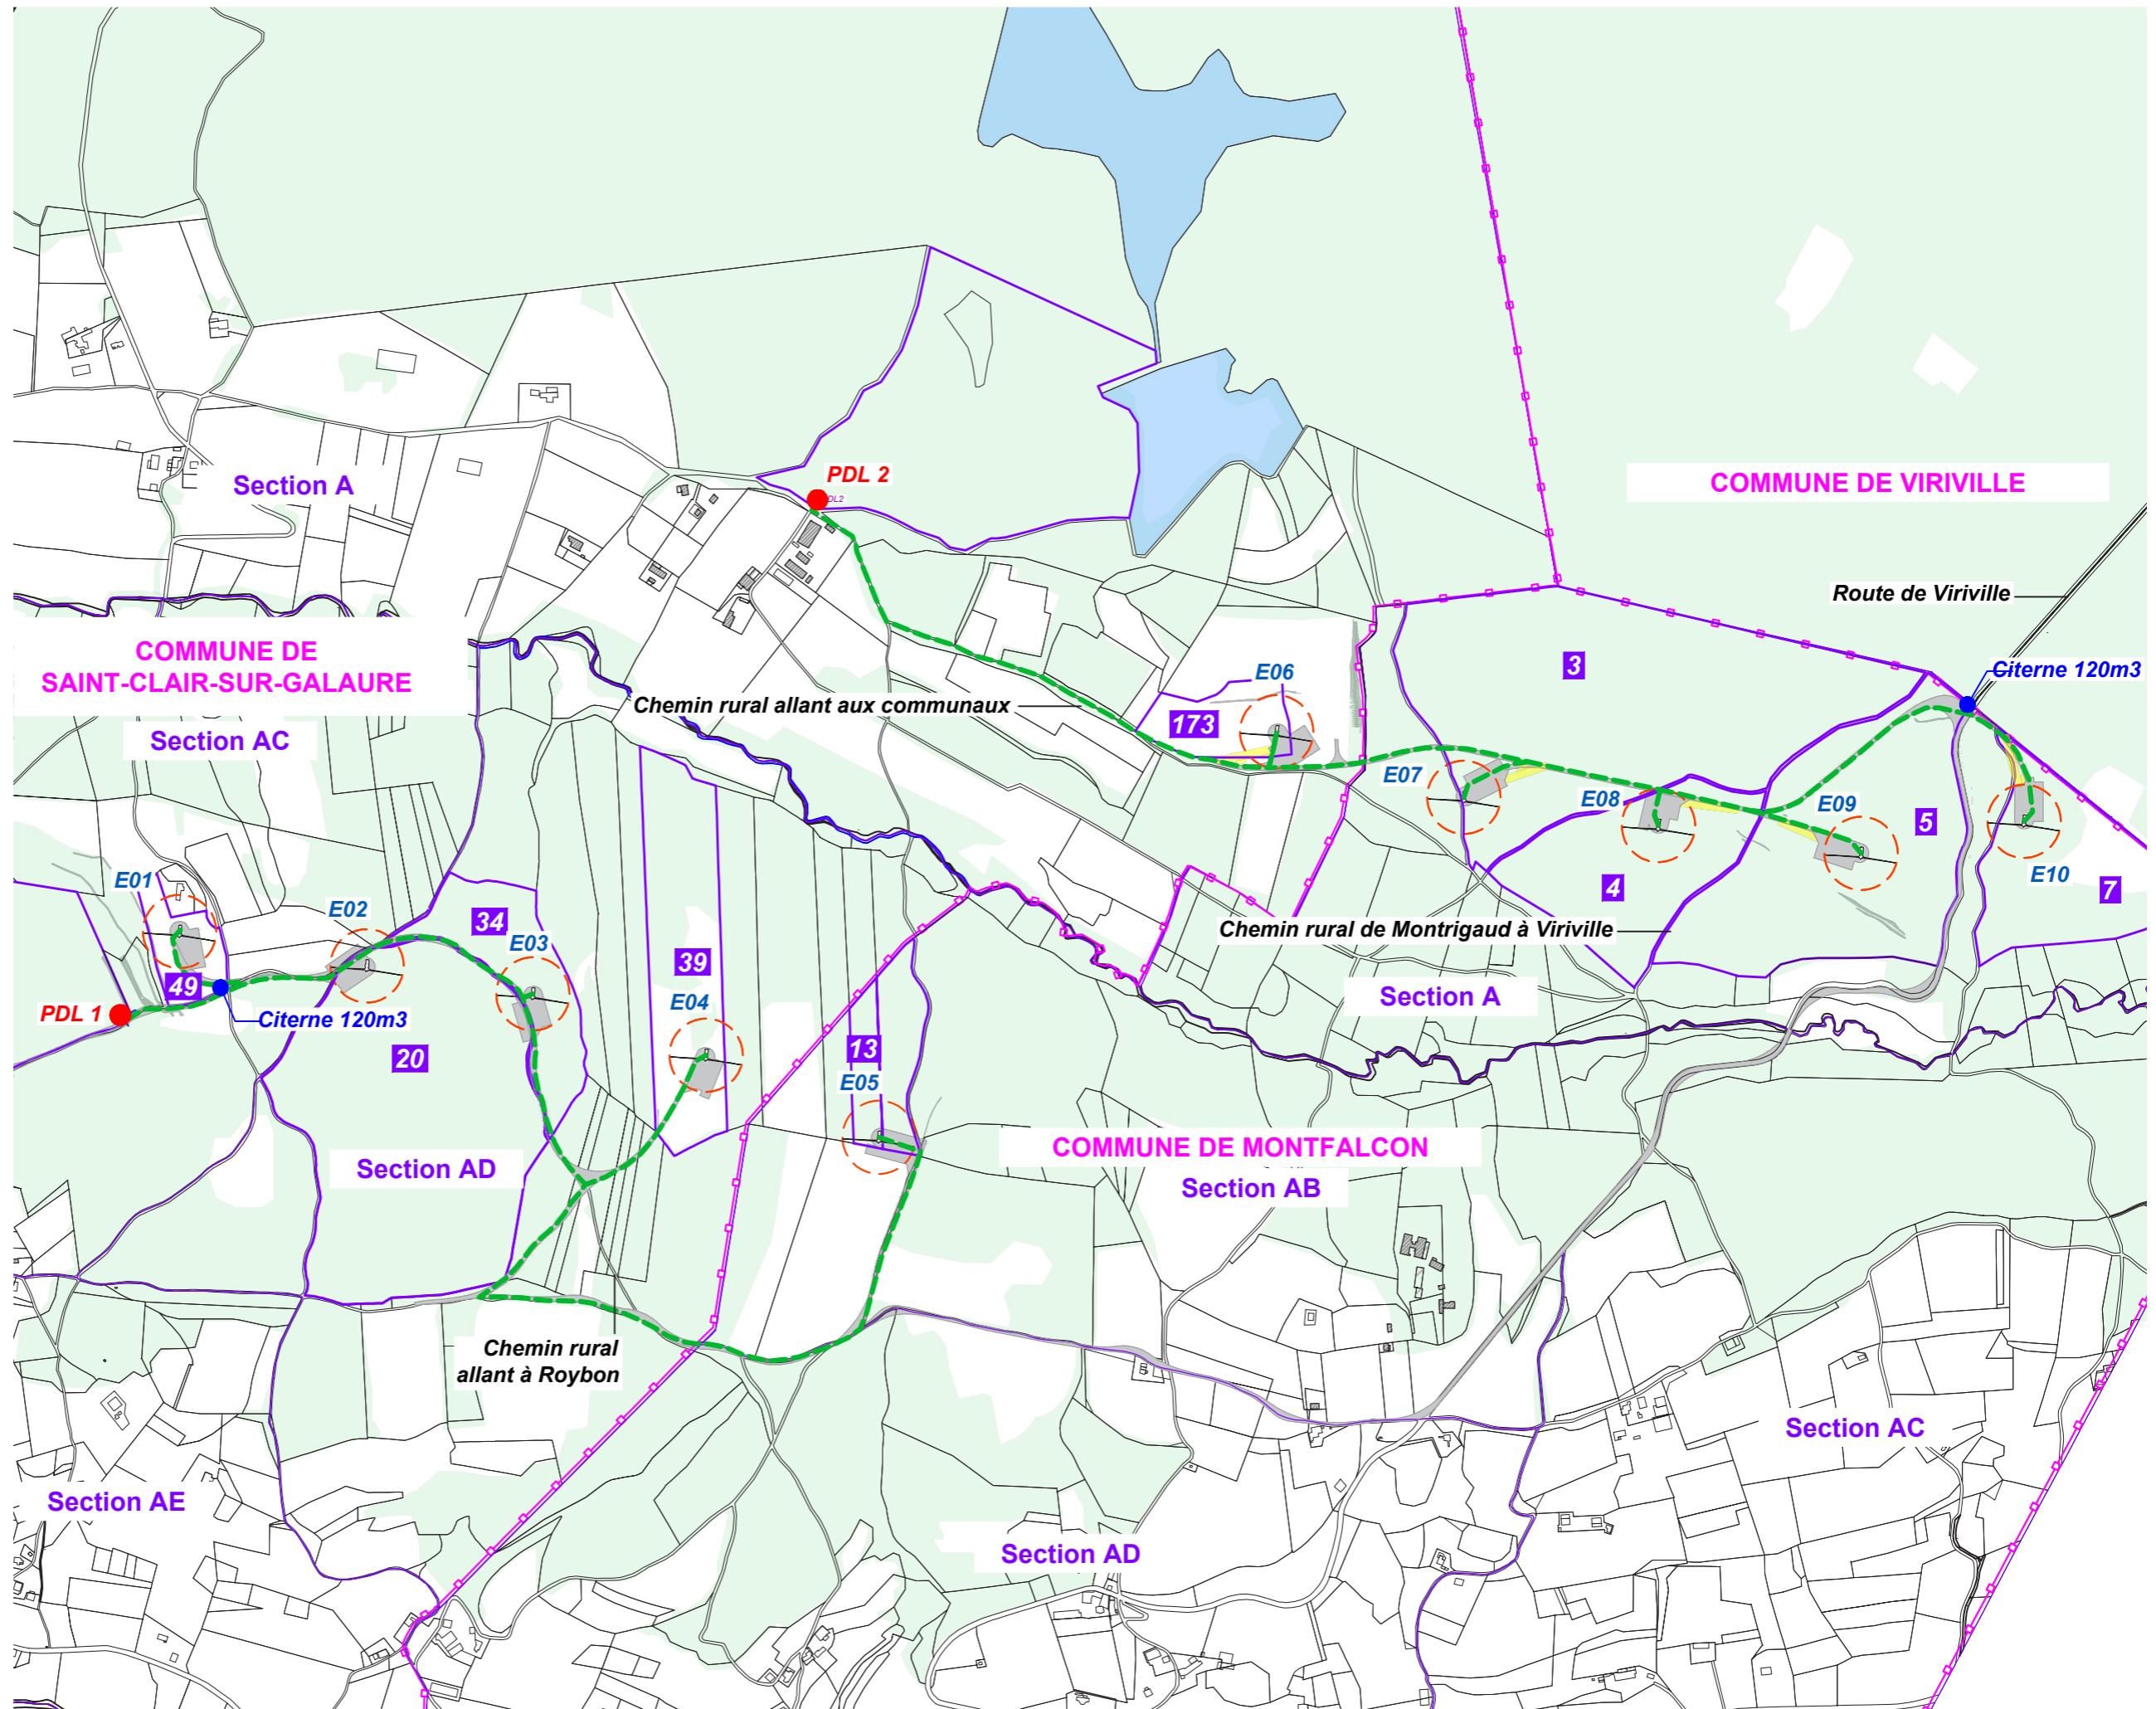 PDL 2
DL2
Section A
COMMUNE DE VIRIVILLE
Route de Viriville
COMMUNE DE
SAINT-CLAIR-SUR-GALAURE
3
Citerne 120m3
E06
Chemin rural allant aux communaux
173
Section AC
E07
E08
E09
5
E01
E10
4
7
E02
34
E03
Chemin rural de Montrigaud à Viriville
39
49
E04
Section A
PDL 1
Citerne 120m3
20
13
E05
COMMUNE DE MONTFALCON
Section AD
Section AB
Chemin rural
allant à Roybon
Section AC
Section AE
Section AD